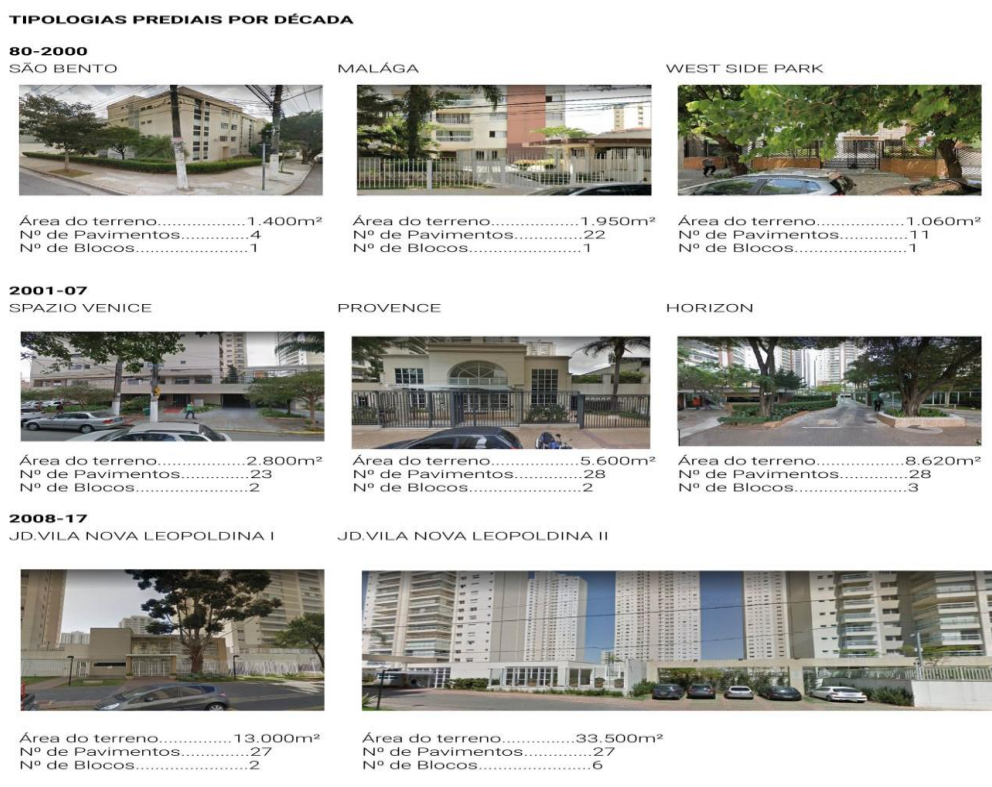 TIPOLOGIAS PREDIAIS POR DÉCADA
80-2000
SÃO BENTO
Área do terreno..............1.400m²
Nº de Pavimentos...........4
Nº de Blocos......................1
MALÁGA
Área do terreno..............1.950m²
Nº de Pavimentos...........22
Nº de Blocos......................1
WEST SIDE PARK
Área do terreno..............1.060m²
Nº de Pavimentos...........11
Nº de Blocos......................1
2001-07
SPAZIO VENICE
Área do terreno..............2.800m²
Nº de Pavimentos...........23
Nº de Blocos......................2
PROVENCE
Área do terreno..............5.600m²
Nº de Pavimentos...........28
Nº de Blocos......................2
HORIZON
Área do terreno..............8.620m²
Nº de Pavimentos...........28
Nº de Blocos......................3
2008-17
JD.VILA NOVA LEOPOLDINA I
Área do terreno..............13.000m²
Nº de Pavimentos...........27
Nº de Blocos......................2
JD.VILA NOVA LEOPOLDINA II
Área do terreno..............33.500m²
Nº de Pavimentos...........27
Nº de Blocos......................6